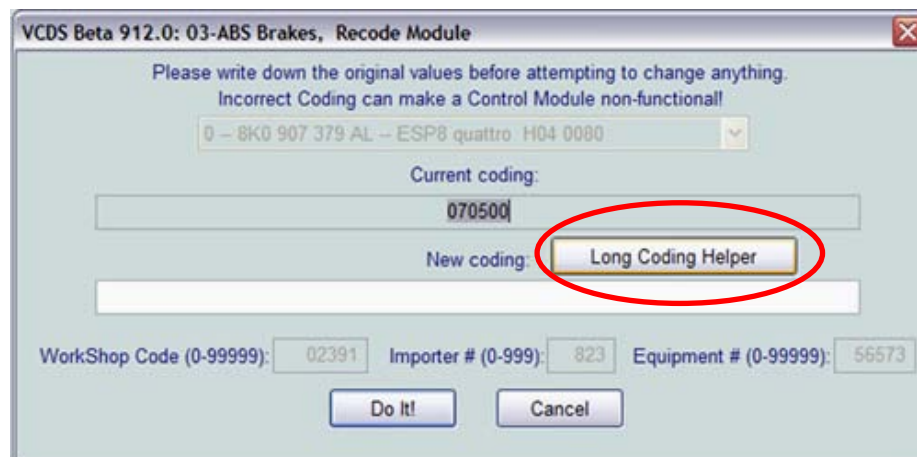 VCDS Beta 912.0: 03-ABS Brakes, Recode Module
Please write down the original values before attempting to change anything.
Incorrect Coding can make a Control Module non-functional!
0 -- 8K0 907 379 AL -- ESP8 quattro H04 0080
Current coding:
070500
New coding: Long Coding Helper
WorkShop Code (0-99999): 02391 Importer # (0-999): 823 Equipment # (0-99999): 56573
Do It! Cancel